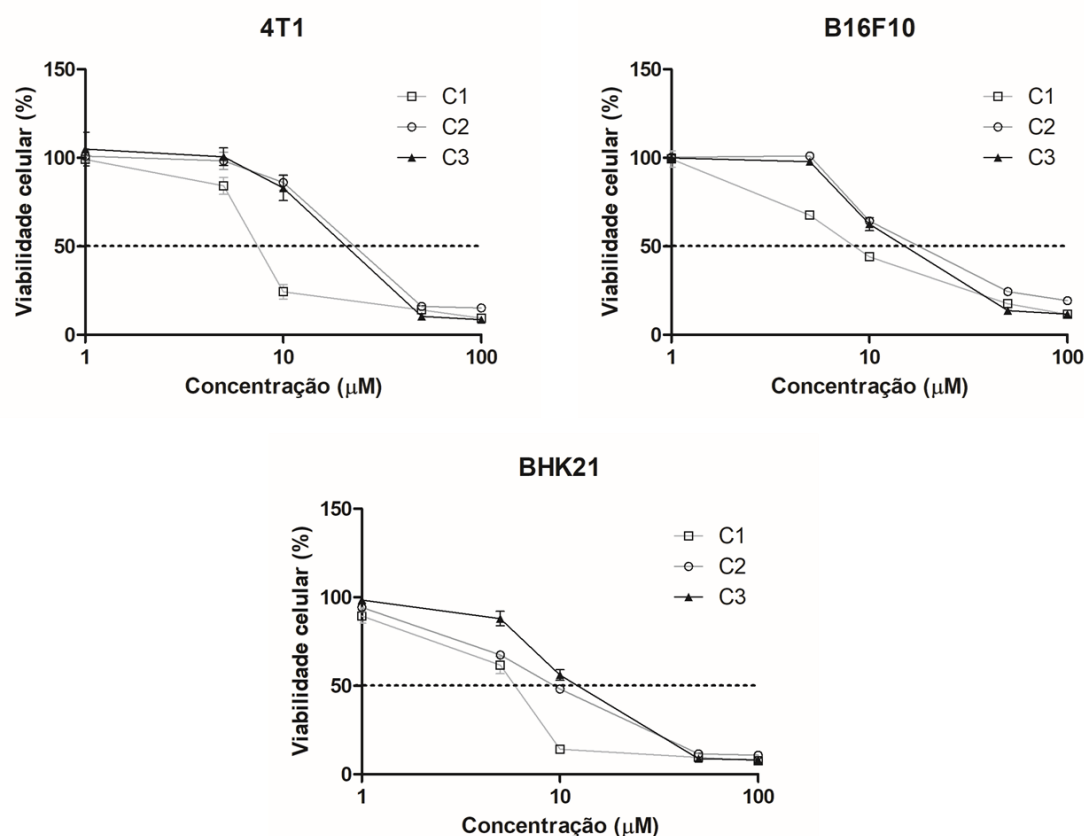 4T1
Viabilidade celular (%)
150
100
50
0
C1
C2
C3
1
10
100
Concentração (μM)
B16F10
Viabilidade celular (%)
150
100
50
0
C1
C2
C3
1
10
100
Concentração (μM)
BHK21
Viabilidade celular (%)
150
100
50
0
C1
C2
C3
1
10
100
Concentração (μM)